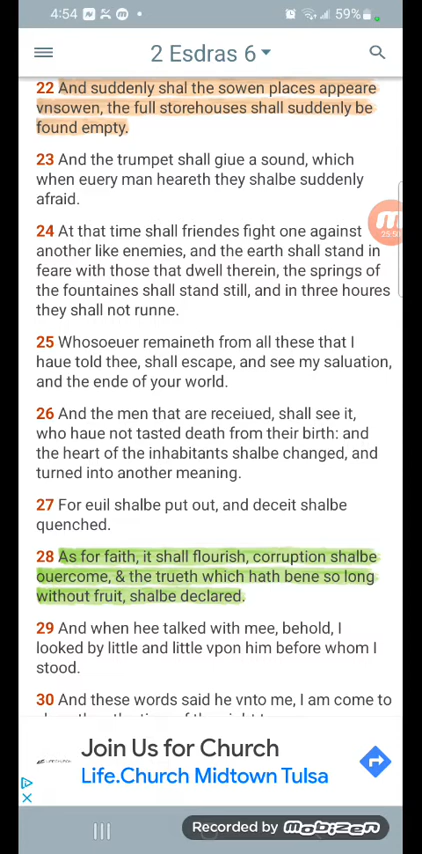 4:54 59%
2 Esdras 6
22 And suddenly shal the sowen places appeare
vnsowen, the full storehouses shall suddenly be
found empty.
23 And the trumpet shall giue a sound, which
when euery man heareth they shalbe suddenly
afraid.
24 At that time shall friendes fight one against
another like enemies, and the earth shall stand in
feare with those that dwell therein, the springs of
the fountaines shall stand still, and in three houres
they shall not runne.
25 Whosoeuer remaineth from all these that I
haue told thee, shall escape, and see my saluation,
and the ende of your world.
26 And the men that are receiued, shall see it,
who haue not tasted death from their birth: and
the heart of the inhabitants shalbe changed, and
turned into another meaning.
27 For euil shalbe put out, and deceit shalbe
quenched.
28 As for faith, it shall flourish, corruption shalbe
ouercome, & the trueth which hath bene so long
without fruit, shalbe declared.
29 And when hee talked with mee, behold, I
looked by little and little vpon him before whom I
stood.
30 And these words said he vnto me, I am come to
Join Us for Church
Life.Church Midtown Tulsa
Recorded by mobizen